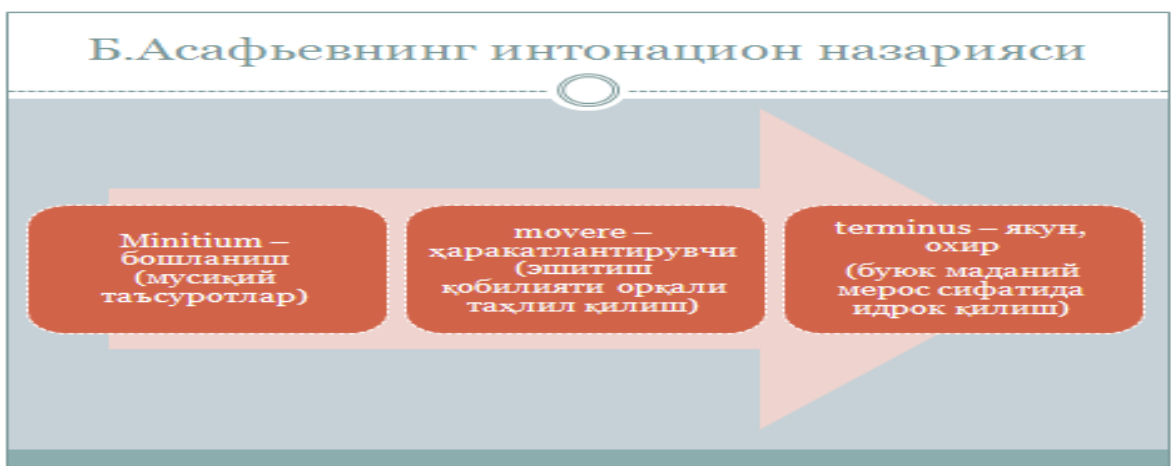 Б.Асафьевнинг интонацион назарияси
Minitium –
бошланиш
(мусиқий
таъсуротлар)
movere –
ҳаракатлантирувчи
(эшитиш
қобилияти орқали
таҳлил қилиш)
terminus – якун,
охир
(буюк маданий
мерос сифатида
идрок қилиш)